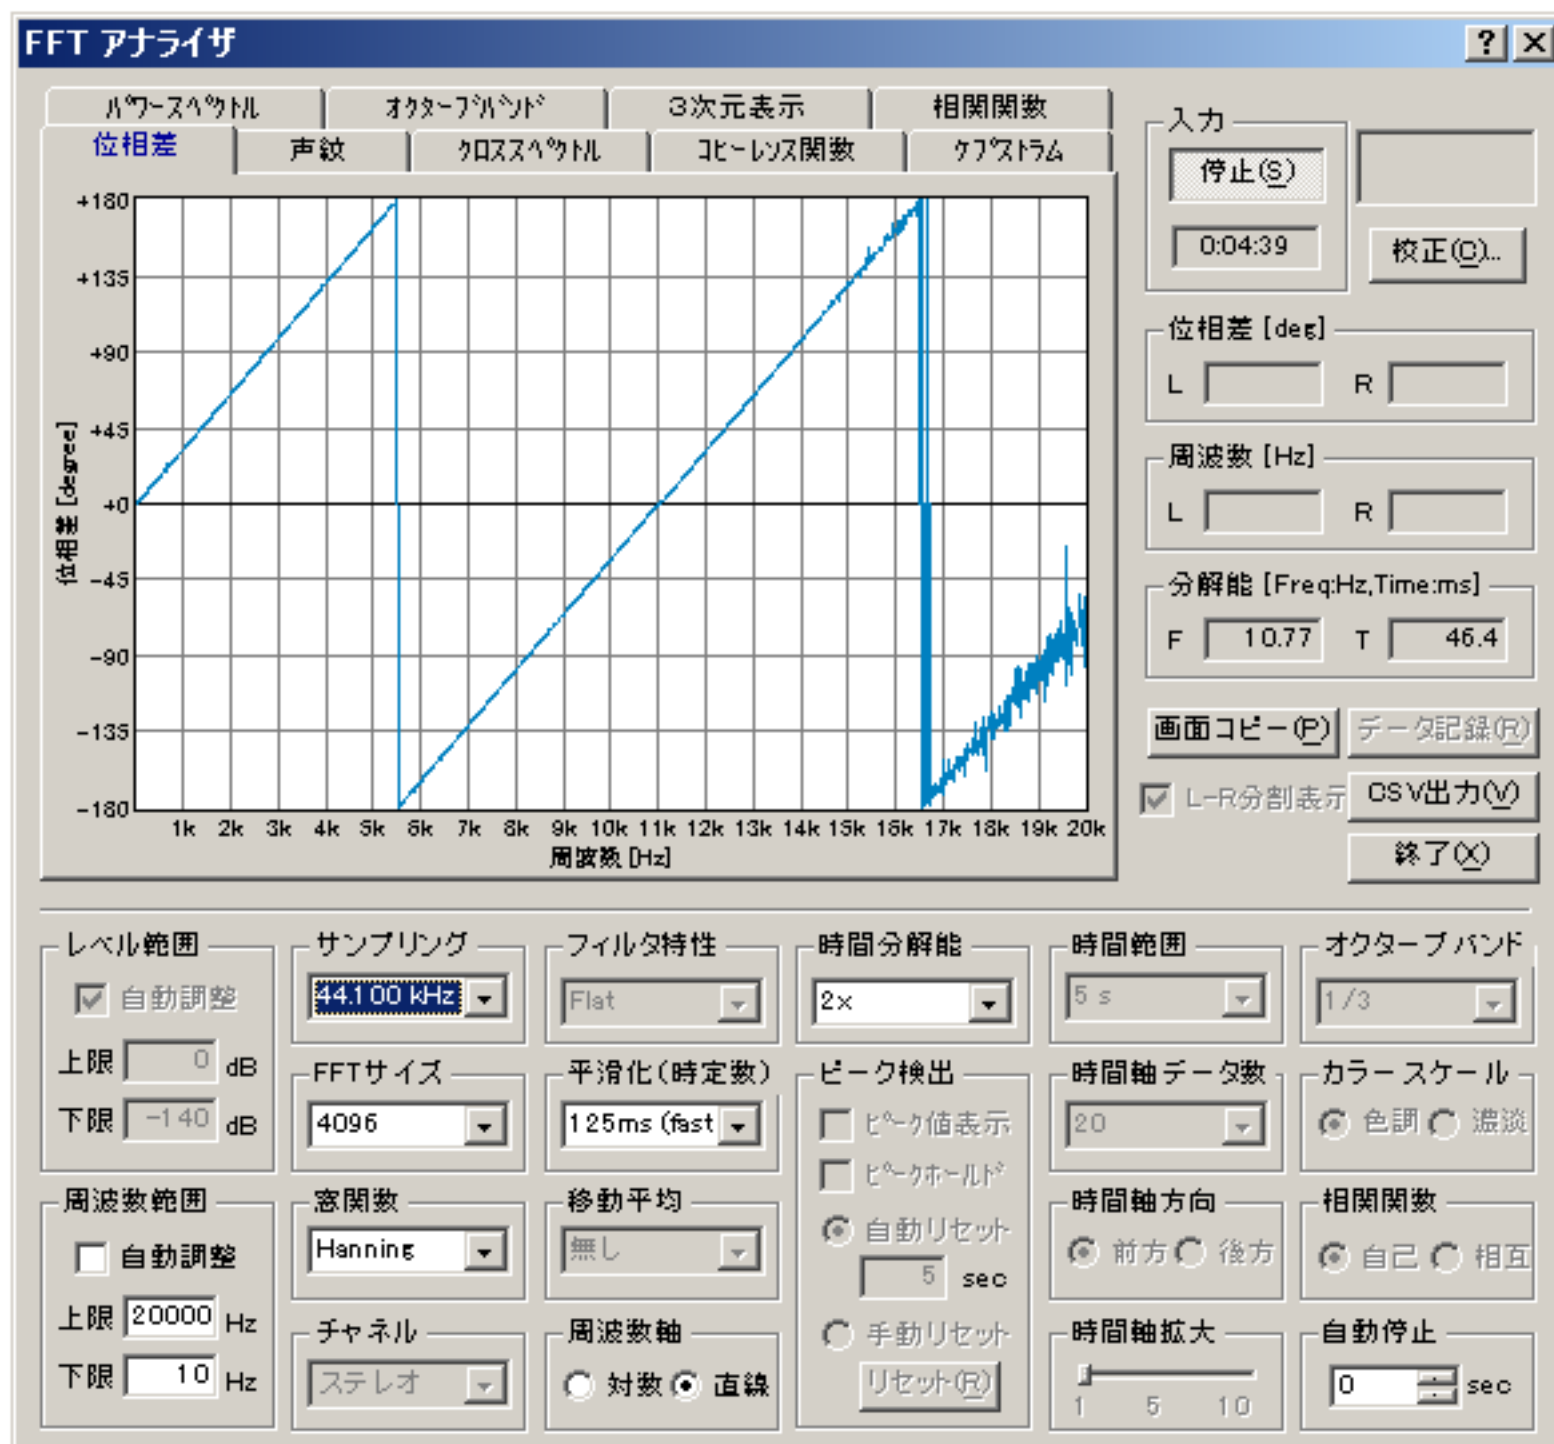 FFT アナライザ
ﾊﾟﾜｰｽﾍﾟｸﾄﾙ ｵｸﾀｰﾌﾞﾊﾞﾝﾄﾞ 3次元表示 相関関数
位相差 声紋 ｸﾛｽｽﾍﾟｸﾄﾙ ｺﾋｰﾚﾝｽ関数 ｹﾌﾟｽﾄﾗﾑ
+180
+135
+90
+45
+0
-45
-90
-135
-180
位相差 [degree]
1k 2k 3k 4k 5k 6k 7k 8k 9k 10k 11k 12k 13k 14k 15k 16k 17k 18k 19k 20k
周波数 [Hz]
入力
停止(S)
0:04:39
校正(C)...
位相差 [deg]
L R
周波数 [Hz]
L R
分解能 [Freq:Hz,Time:ms]
F 10.77 T 46.4
画面コピー(P) データ記録(R)
L-R分割表示 CSV出力(V)
終了(X)
レベル範囲
自動調整
上限 0 dB
下限 -140 dB
周波数範囲
自動調整
上限 20000 Hz
下限 10 Hz
サンプリング
44.100 kHz
FFTサイズ
4096
窓関数
Hanning
チャネル
ステレオ
フィルタ特性
Flat
平滑化(時定数)
125ms (fast
移動平均
無し
周波数軸
対数 直線
時間分解能
2x
ピーク検出
ﾋﾟｰｸ値表示
ﾋﾟｰｸﾎｰﾙﾄﾞ
自動リセット
5 sec
手動リセット
リセット(R)
時間範囲
5 s
時間軸データ数
20
時間軸方向
前方 後方
時間軸拡大
1 5 10
オクターブバンド
1/3
カラースケール
色調 濃淡
相関関数
自己 相互
自動停止
0 sec